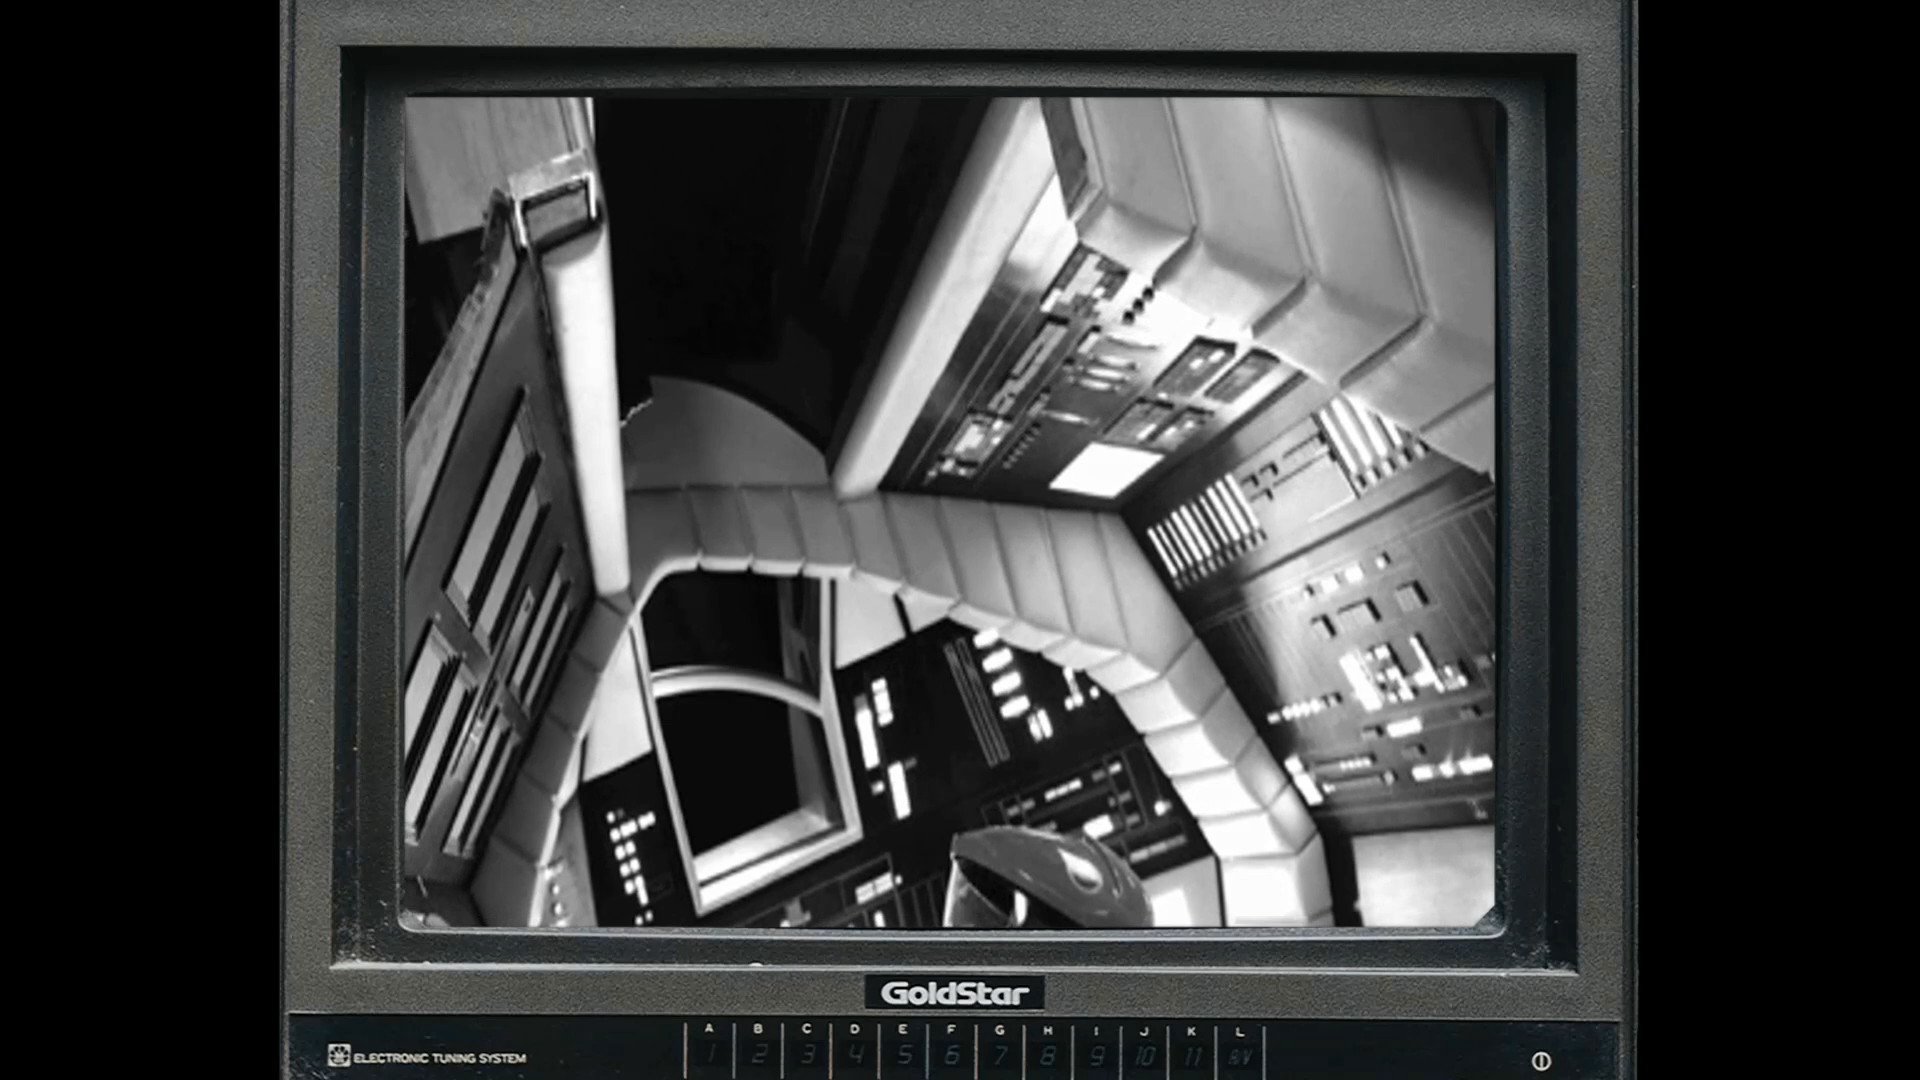 GoldStar
A B C D E F G H I J K L
1 2 3 4 5 6 7 8 9 10 11 AV
ELECTRONIC TUNING SYSTEM